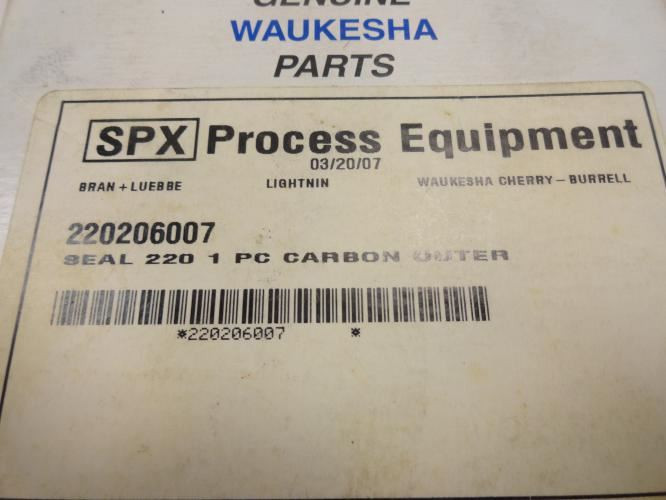 GENUINE
WAUKESHA
PARTS
SPX Process Equipment
03/20/07
BRAN + LUEBBE LIGHTNIN WAUKESHA CHERRY - BURRELL
220206007
SEAL 220 1 PC CARBON OUTER
*220206007 *